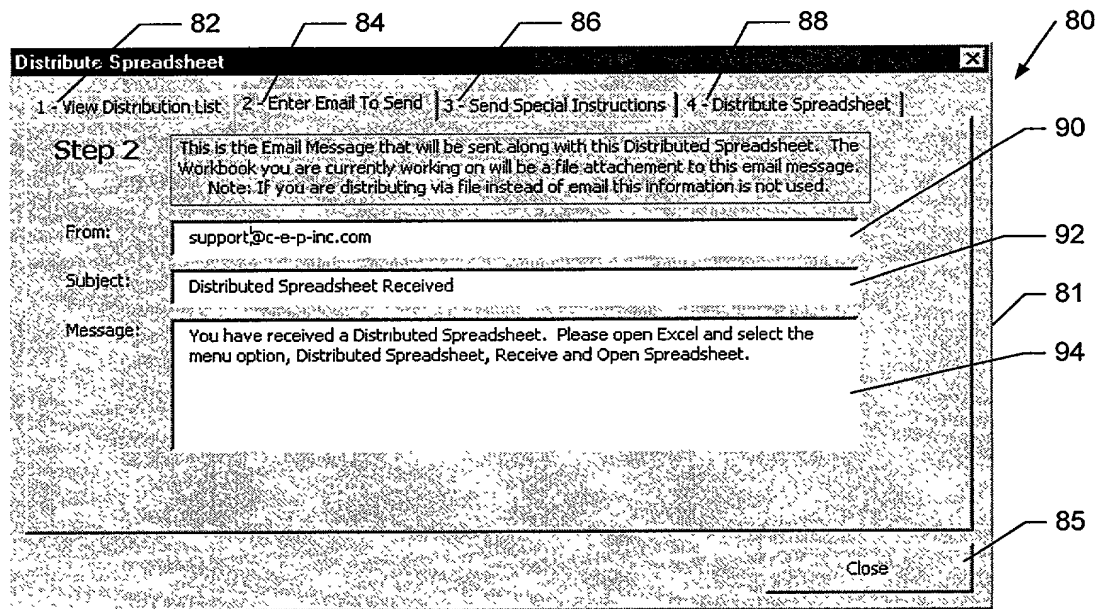 82 84 86 88 80
Distribute Spreadsheet
1 - View Distribution List 2 - Enter Email To Send 3 - Send Special Instructions 4 - Distribute Spreadsheet
Step 2
This is the Email Message that will be sent along with this Distributed Spreadsheet. The
Workbook you are currently working on will be a file attachement to this email message.
Note: If you are distributing via file instead of email this information is not used.
90
From: support@c-e-p-inc.com
92
Subject: Distributed Spreadsheet Received
81
Message: You have received a Distributed Spreadsheet. Please open Excel and select the
menu option, Distributed Spreadsheet, Receive and Open Spreadsheet.
94
85
Close